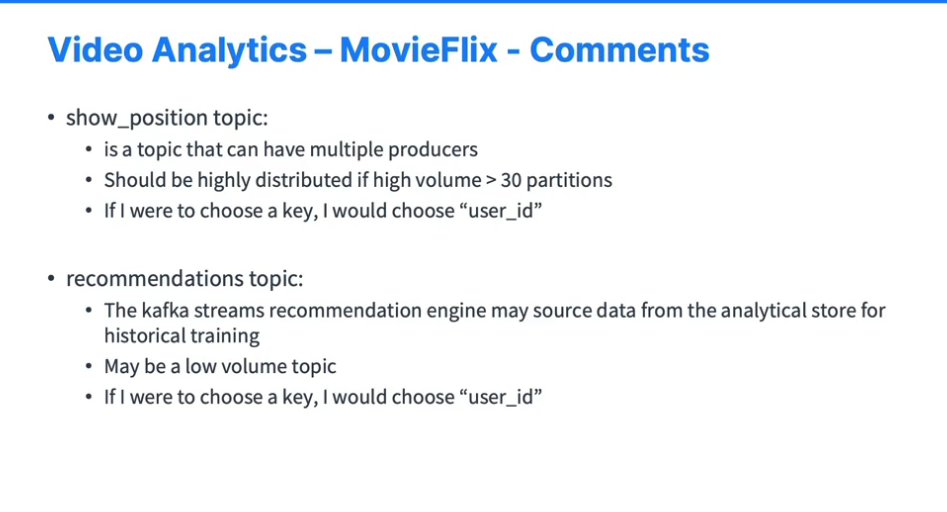 Video Analytics – MovieFlix - Comments
• show_position topic:
• is a topic that can have multiple producers
• Should be highly distributed if high volume > 30 partitions
• If I were to choose a key, I would choose “user_id”
• recommendations topic:
• The kafka streams recommendation engine may source data from the analytical store for
historical training
• May be a low volume topic
• If I were to choose a key, I would choose “user_id”